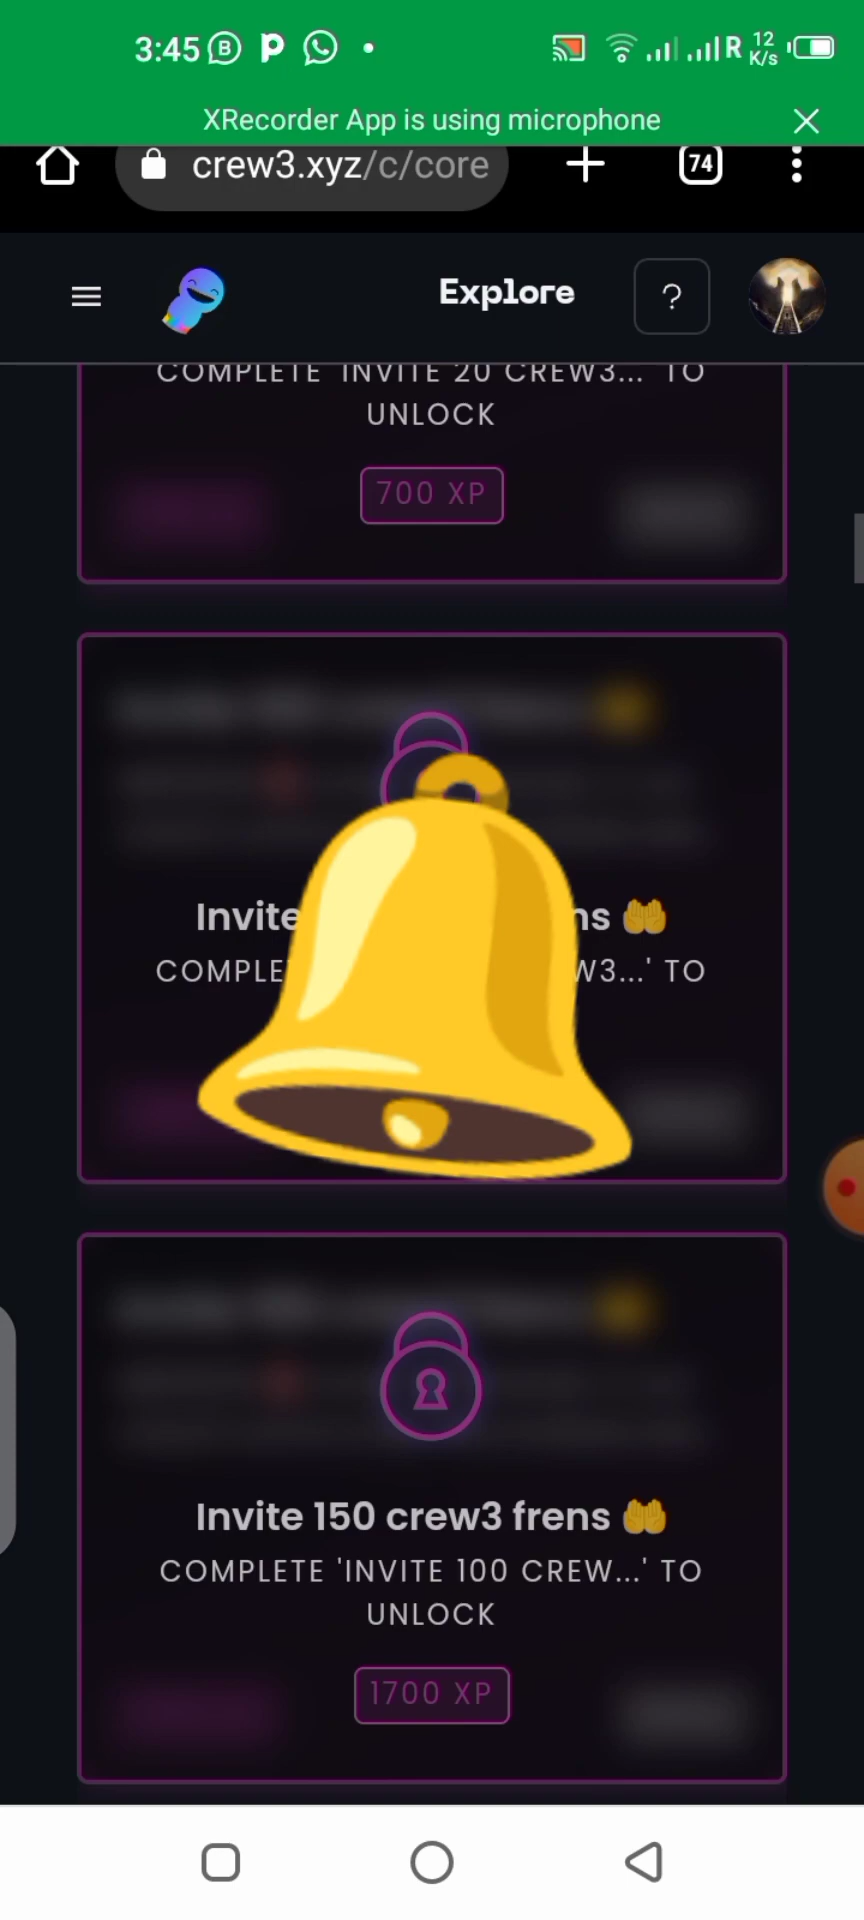 3:45
R 12 K/s
XRecorder App is using microphone
crew3.xyz/c/core
74
Explore
?
COMPLETE 'INVITE 20 CREW3...' TO
UNLOCK
700 XP
Invite ns 🤲
COMPLE W3...' TO
Invite 150 crew3 frens 🤲
COMPLETE 'INVITE 100 CREW...' TO
UNLOCK
1700 XP